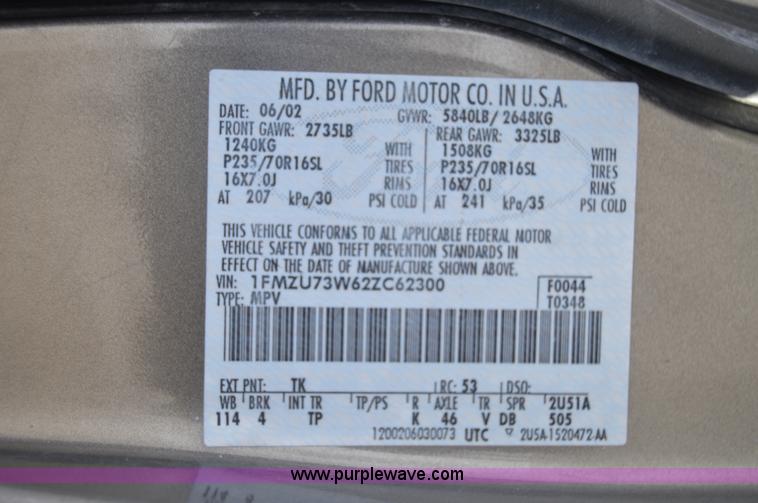 MFD. BY FORD MOTOR CO. IN U.S.A.
DATE: 06/02 GVWR: 5840LB/ 2648KG
FRONT GAWR: 2735LB REAR GAWR: 3325LB
1240KG WITH 1508KG WITH
P235/70R16SL TIRES P235/70R16SL TIRES
16X7.0J RIMS 16X7.0J RIMS
AT 207 kPa/30 PSI COLD AT 241 kPa/35 PSI COLD
THIS VEHICLE CONFORMS TO ALL APPLICABLE FEDERAL MOTOR
VEHICLE SAFETY AND THEFT PREVENTION STANDARDS IN
EFFECT ON THE DATE OF MANUFACTURE SHOWN ABOVE.
VIN: 1FMZU73W62ZC62300 F0044
TYPE: MPV T0348
EXT PNT: TK RC: 53 DSO:
WB BRK INT TR TP/PS R AXLE TR SPR 2U51A
114 4 TP K 46 V DB 505
1200206030073 UTC ▽ 2U5A-1520472-AA
www.purplewave.com